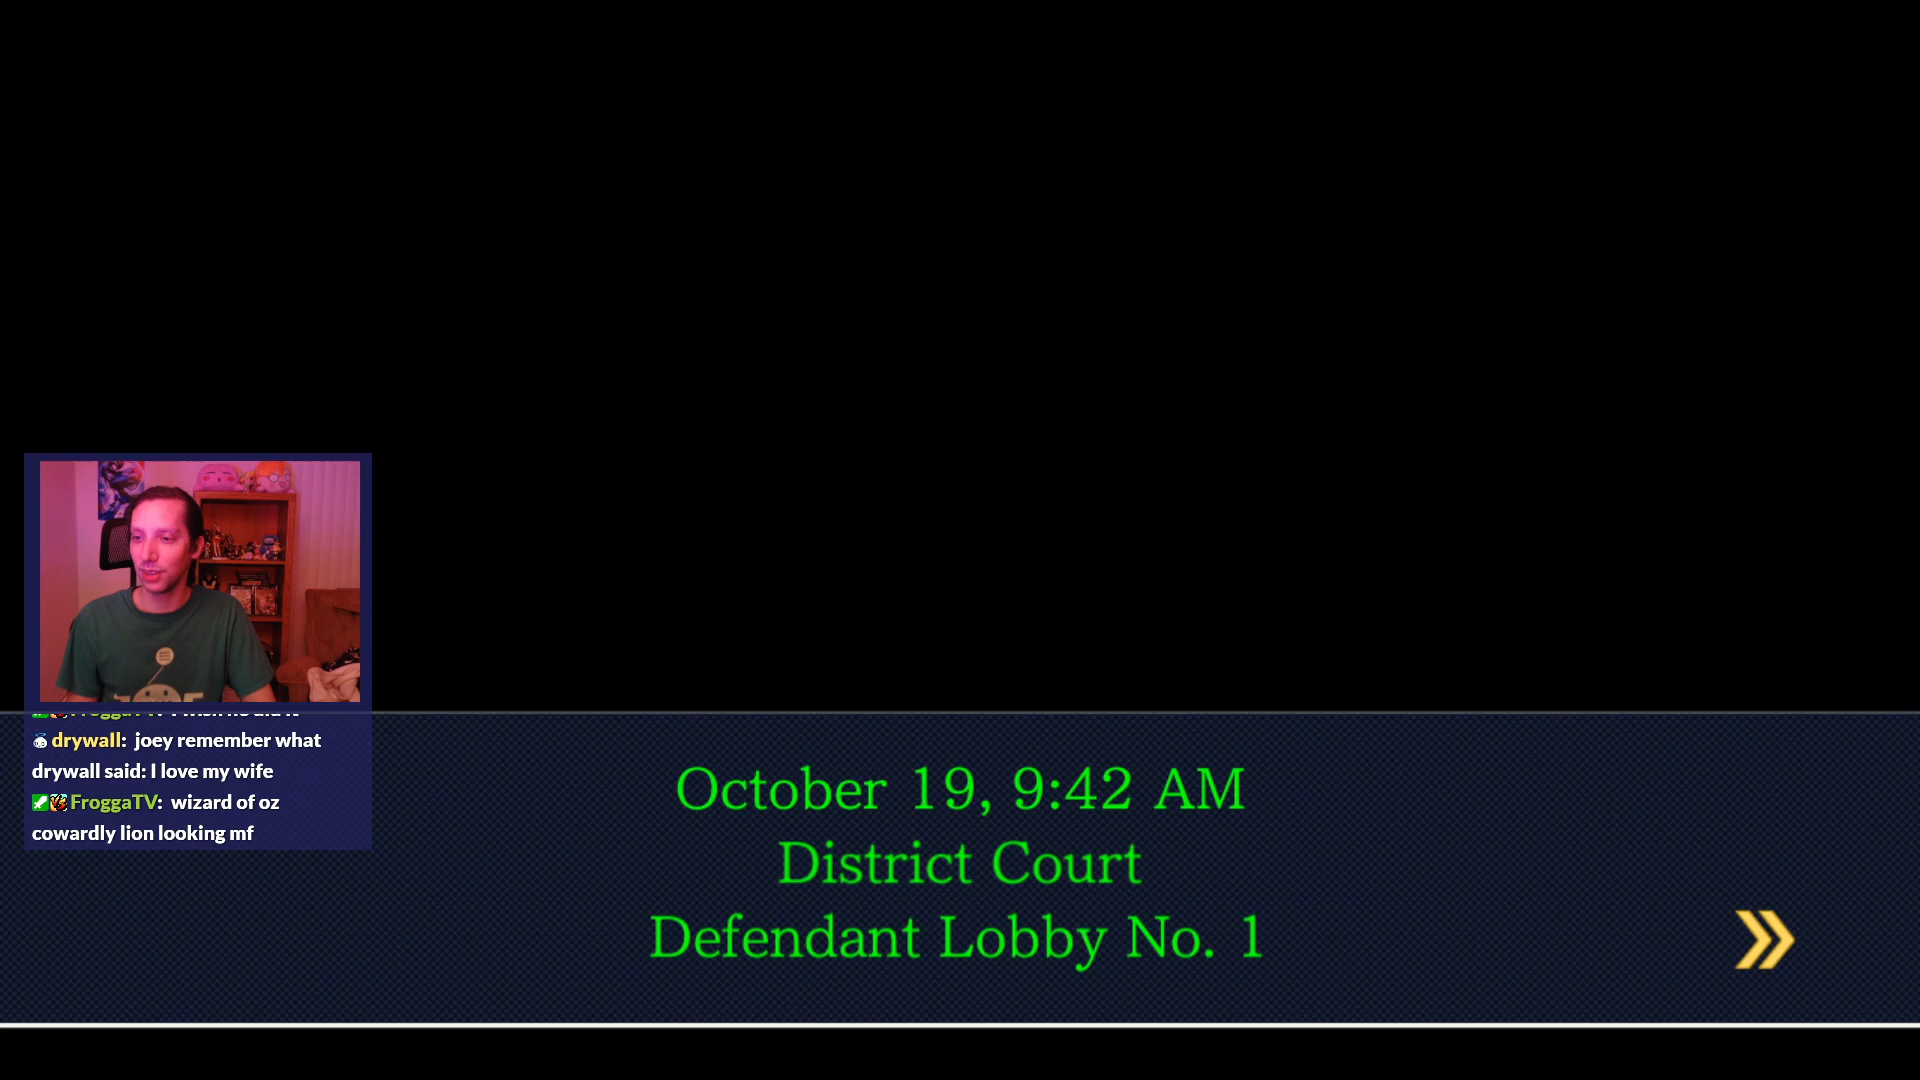 drywall: joey remember what
drywall said: I love my wife
FroggaTV: wizard of oz
cowardly lion looking mf
October 19, 9:42 AM
District Court
Defendant Lobby No. 1